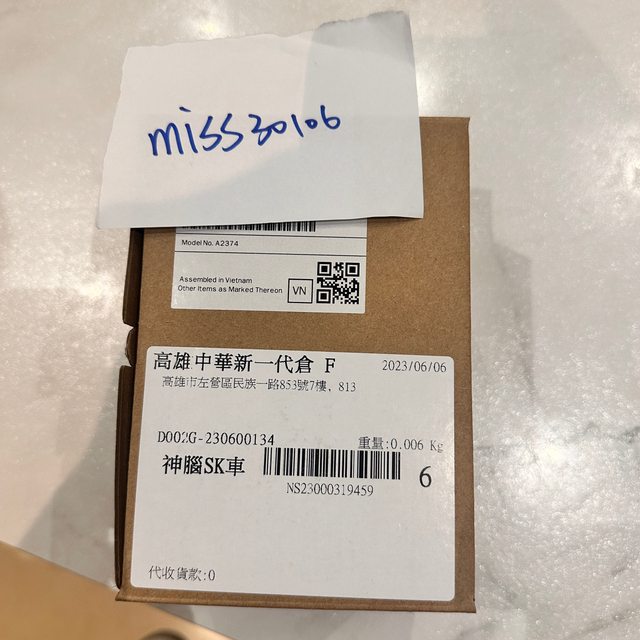 miss30106
Model No. A2374
Assembled in Vietnam
Other Items as Marked Thereon
VN
高雄中華新一代倉 F
2023/06/06
高雄市左營區民族一路853號7樓, 813
D002G-230600134
重量:0.006 Kg
神腦SK車
6
NS23000319459
代收貨款:0